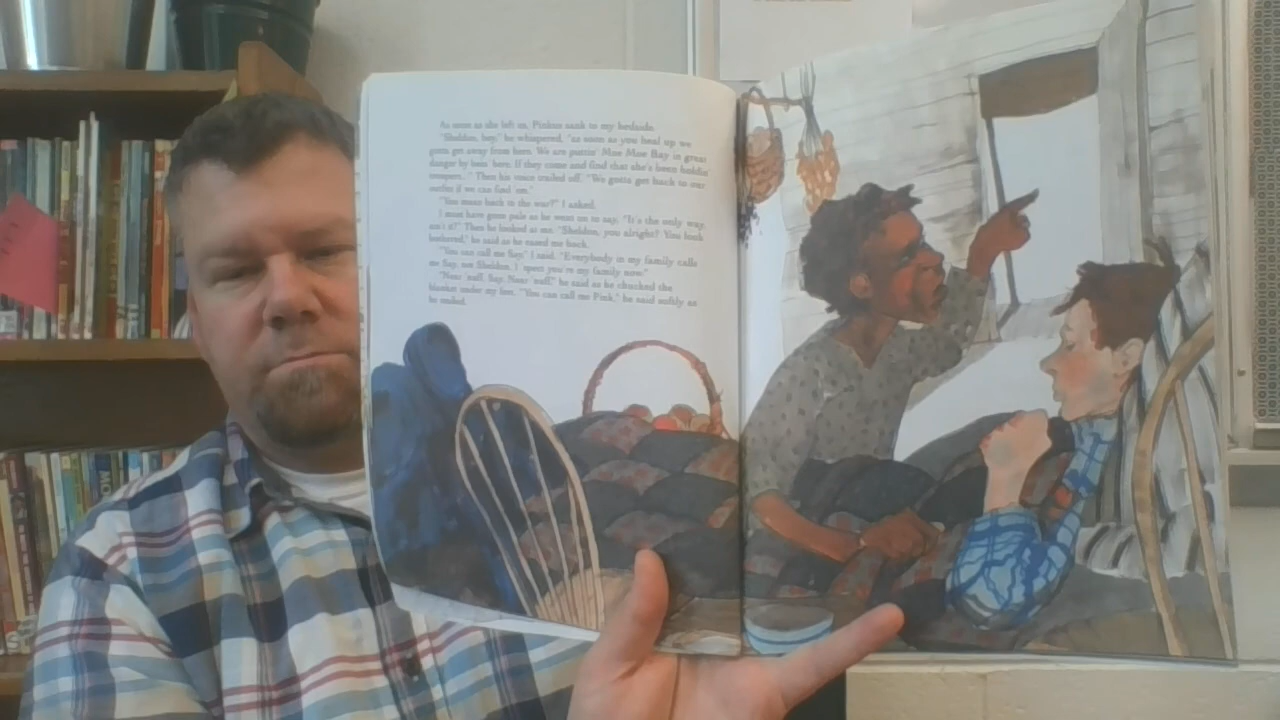 As soon as she left us, Pinkus sank to my bedside.
"Sheldon, boy," he whispered, "as soon as you heal up we
gotta get away from here. We are puttin' Moe Moe Bay in great
danger by bein' here. If they come and find that she's been hidin'
troopers.." Then his voice trailed off. "We gotta get back to our
outfits if we can find 'em."
"You mean back to the war?" I asked.
I must have gone pale as he went on to say, "It's the only way,
ain't it?" Then he looked at me. "Sheldon, you alright? You look
bothered," he said as he eased me back.
"You can call me Say," I said. "Everybody in my family calls
me Say, not Sheldon. I 'spect you're my family now."
"Near 'nuff, Say. Near 'nuff," he said as he chucked the
blanket under my feet. "You can call me Pink," he said softly as
he smiled.